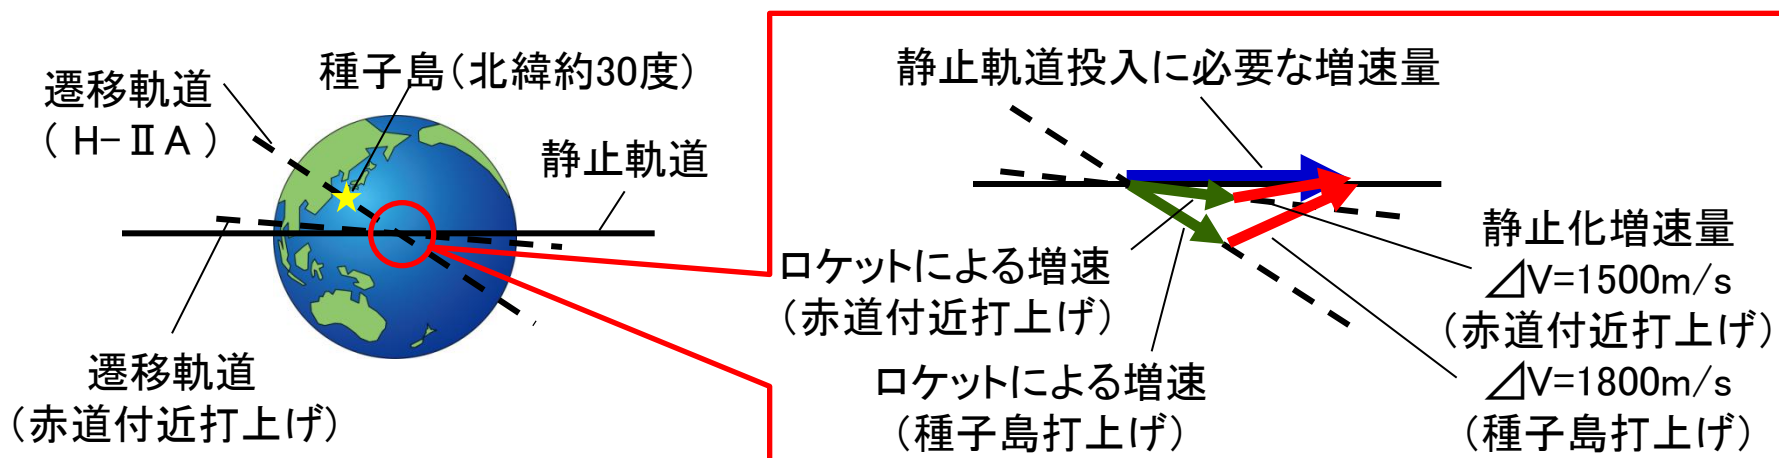 種子島(北緯約30度)
遷移軌道
( H-ⅡA )
静止軌道
遷移軌道
(赤道付近打上げ)
静止軌道投入に必要な増速量
ロケットによる増速
(赤道付近打上げ)
ロケットによる増速
(種子島打上げ)
静止化増速量
⊿V=1500m/s
(赤道付近打上げ)
⊿V=1800m/s
(種子島打上げ)